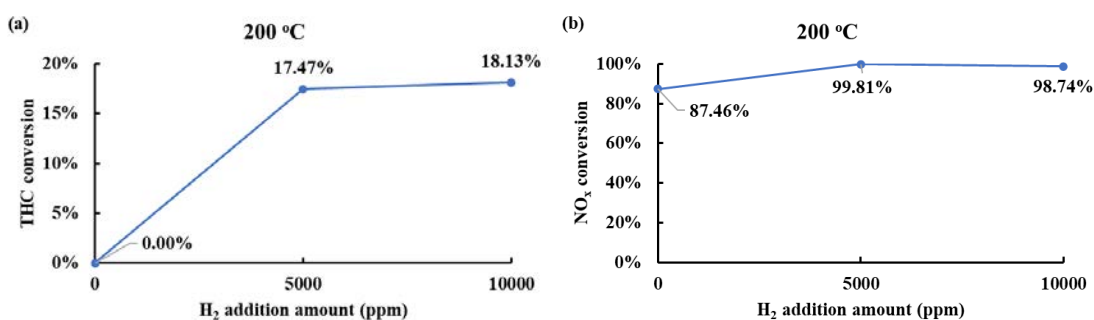 (a)
200 °C
THC conversion
20%
15%
10%
5%
0%
17.47%
18.13%
0.00%
0
5000
10000
H₂ addition amount (ppm)
(b)
200 °C
NOₓ conversion
100%
80%
60%
40%
20%
0%
87.46%
99.81%
98.74%
0
5000
10000
H₂ addition amount (ppm)